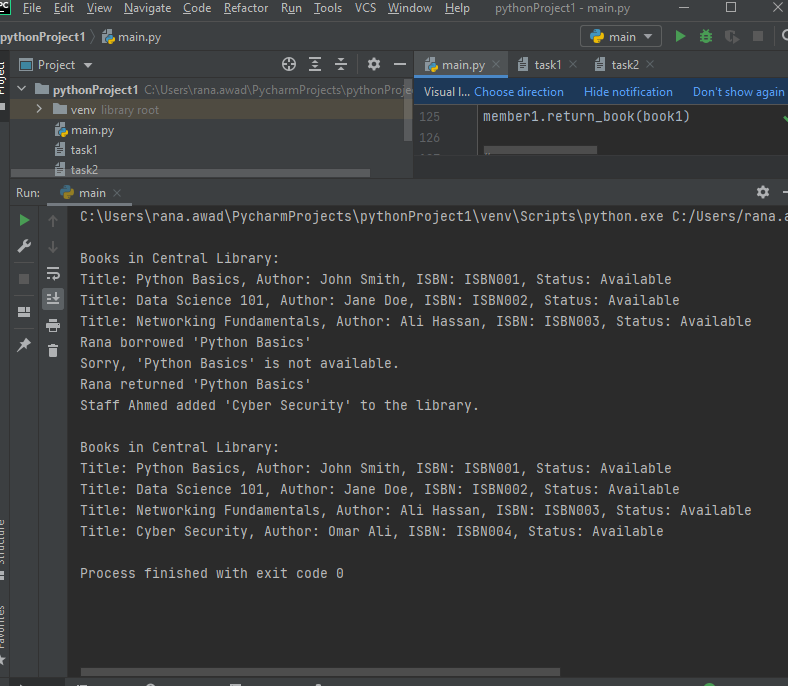 File Edit View Navigate Code Refactor Run Tools VCS Window Help pythonProject1 - main.py
pythonProject1 main.py main
Project main.py task1 task2
pythonProject1 C:\Users\rana.awad\PycharmProjects\pythonProje
venv library root
main.py
task1
task2
Visual l... Choose direction Hide notification Don't show again
125 member1.return_book(book1)
126
Run: main
C:\Users\rana.awad\PycharmProjects\pythonProject1\venv\Scripts\python.exe C:/Users/rana.a
Books in Central Library:
Title: Python Basics, Author: John Smith, ISBN: ISBN001, Status: Available
Title: Data Science 101, Author: Jane Doe, ISBN: ISBN002, Status: Available
Title: Networking Fundamentals, Author: Ali Hassan, ISBN: ISBN003, Status: Available
Rana borrowed 'Python Basics'
Sorry, 'Python Basics' is not available.
Rana returned 'Python Basics'
Staff Ahmed added 'Cyber Security' to the library.
Books in Central Library:
Title: Python Basics, Author: John Smith, ISBN: ISBN001, Status: Available
Title: Data Science 101, Author: Jane Doe, ISBN: ISBN002, Status: Available
Title: Networking Fundamentals, Author: Ali Hassan, ISBN: ISBN003, Status: Available
Title: Cyber Security, Author: Omar Ali, ISBN: ISBN004, Status: Available
Process finished with exit code 0
Project
Structure
Favorites